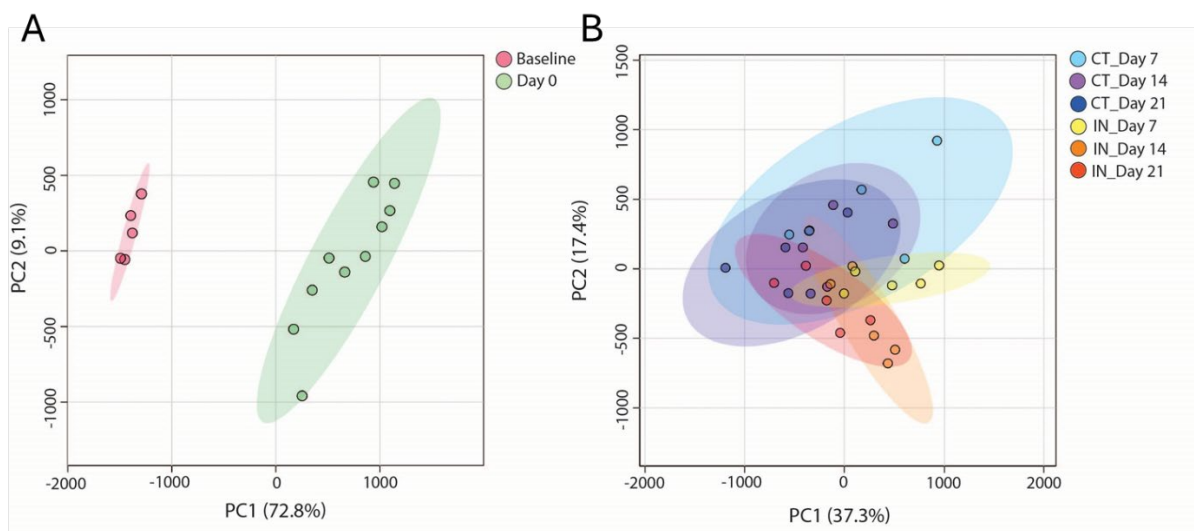 A
Baseline
Day 0
1000
500
0
-500
-1000
PC2 (9.1%)
-2000
-1000
0
1000
PC1 (72.8%)
B
CT_Day 7
CT_Day 14
CT_Day 21
IN_Day 7
IN_Day 14
IN_Day 21
1500
1000
500
0
-500
-1000
PC2 (17.4%)
-2000
-1000
0
1000
2000
PC1 (37.3%)